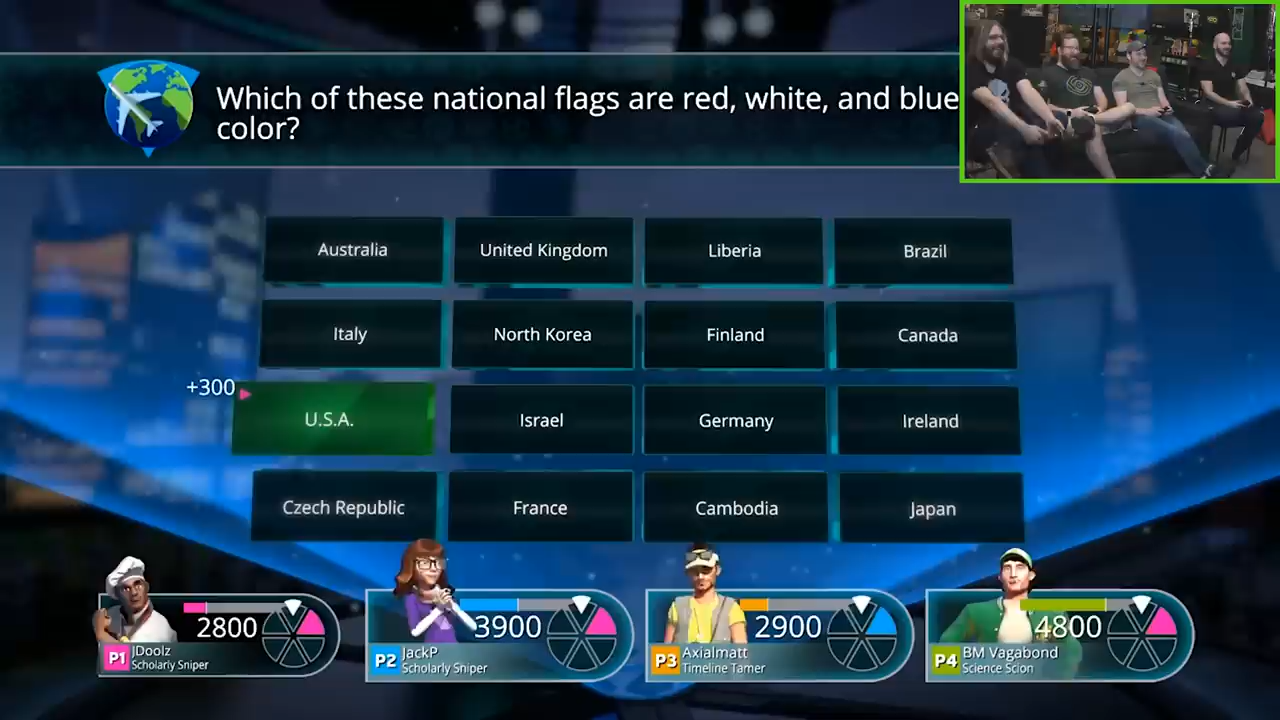 Which of these national flags are red, white, and blue
color?
Australia
United Kingdom
Liberia
Brazil
Italy
North Korea
Finland
Canada
+300
U.S.A.
Israel
Germany
Ireland
Czech Republic
France
Cambodia
Japan
2800
P1
JDoolz
Scholarly Sniper
3900
P2
JackP
Scholarly Sniper
2900
P3
Axialmatt
Timeline Tamer
4800
P4
BM Vagabond
Science Scion